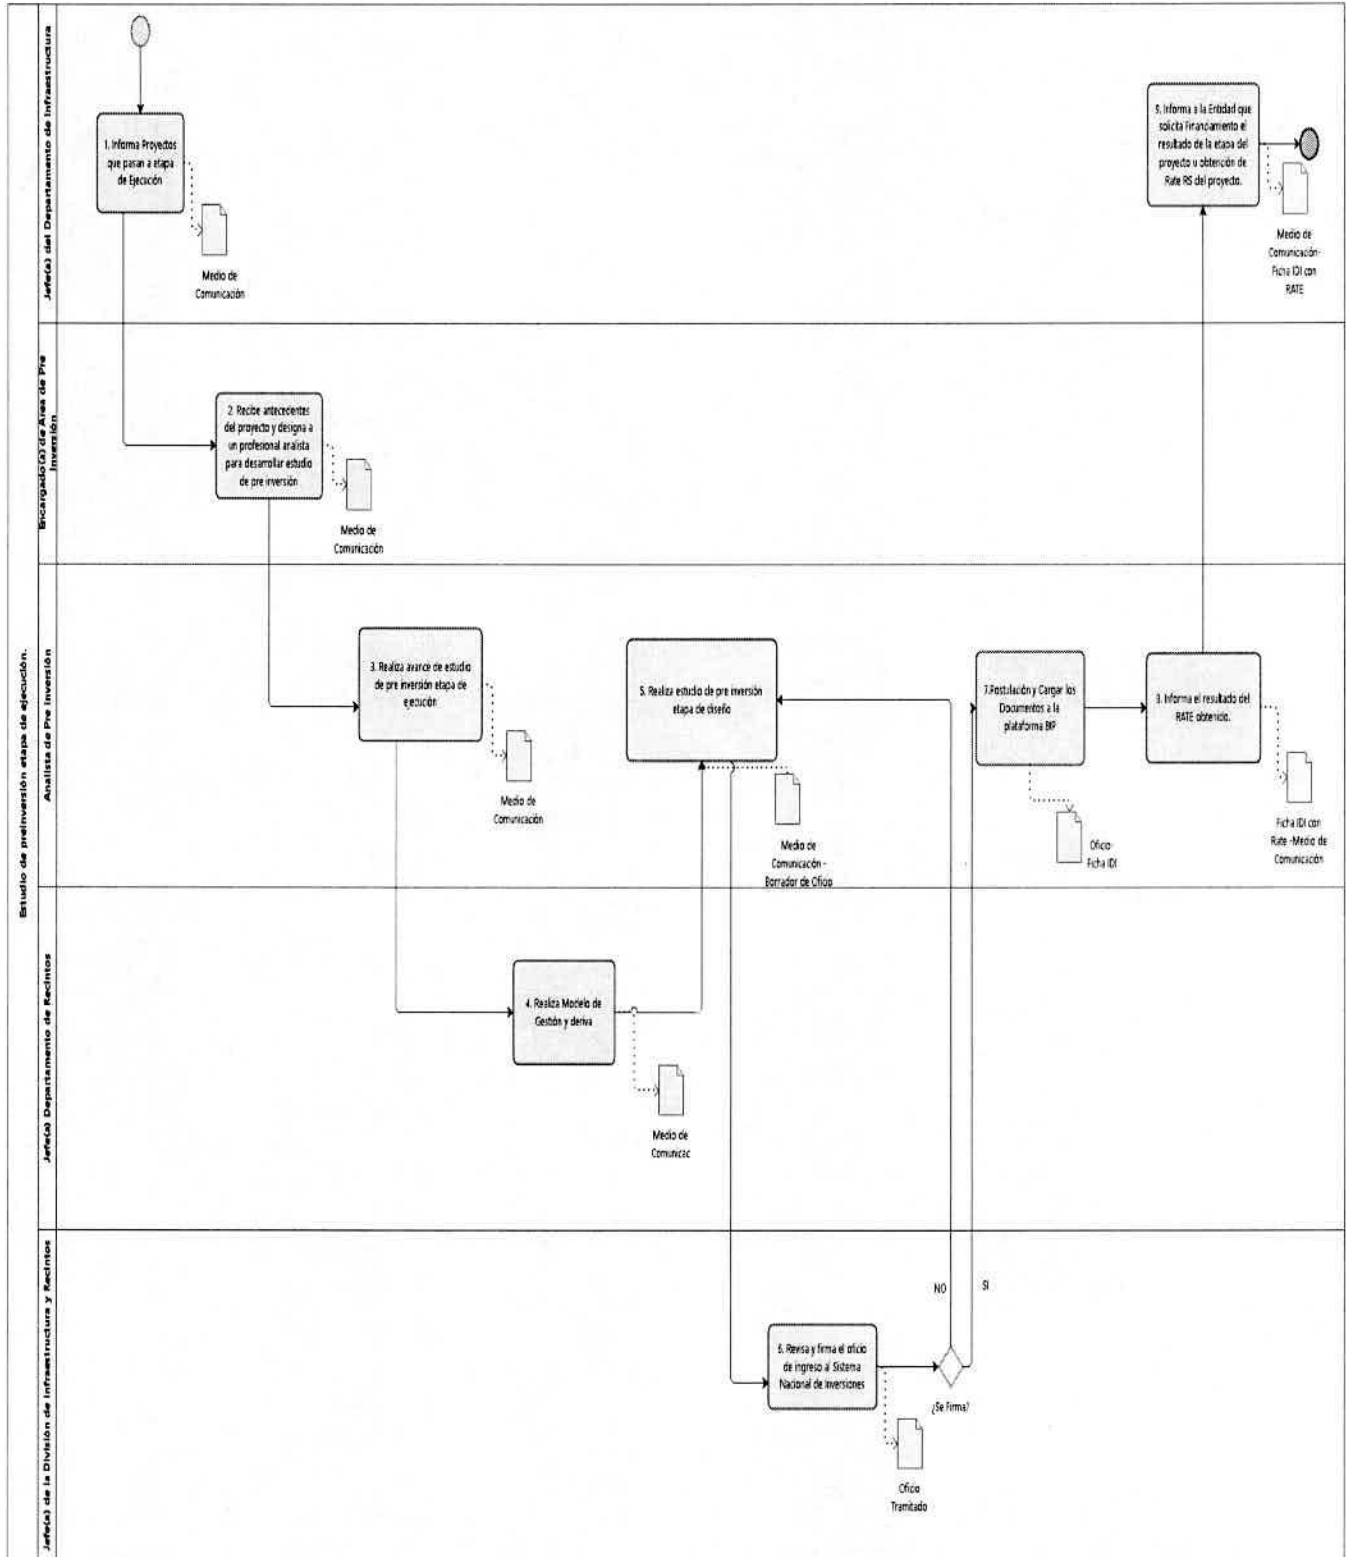 Estudio de preinversión etapa de ejecución.
Jefe(a) del Departamento de Infraestructura
1. Informa Proyectos
que pasan a etapa
de Ejecución
Medio de
Comunicación
9. Informa a la Entidad que
solicita Financiamiento el
resultado de la etapa del
proyecto u obtención de
Rate RS del proyecto.
Medio de
Comunicación-
Ficha IDI con
RATE
Encargado(a) de Área de Pre
Inversión
2. Recibe antecedentes
del proyecto y designa a
un profesional analista
para desarrollar estudio
de pre inversión
Medio de
Comunicación
Analista de Pre Inversión
3. Realiza avance de estudio
de pre inversión etapa de
ejecución
Medio de
Comunicación
5. Realiza estudio de pre inversión
etapa de diseño
Medio de
Comunicación -
Borrador de Oficio
7.Postulación y Cargar los
Documentos a la
plataforma BIP
Oficio-
Ficha IDI
8. Informa el resultado del
RATE obtenido.
Ficha IDI con
Rate -Medio de
Comunicación
Jefe(a) Departamento de Recintos
4. Realiza Modelo de
Gestión y deriva
Medio de
Comunicac
Jefe(a) de la División de Infraestructura y Recintos
6. Revisa y firma el oficio
de ingreso al Sistema
Nacional de Inversiones
Oficio
Tramitado
¿Se Firma?
NO
SI